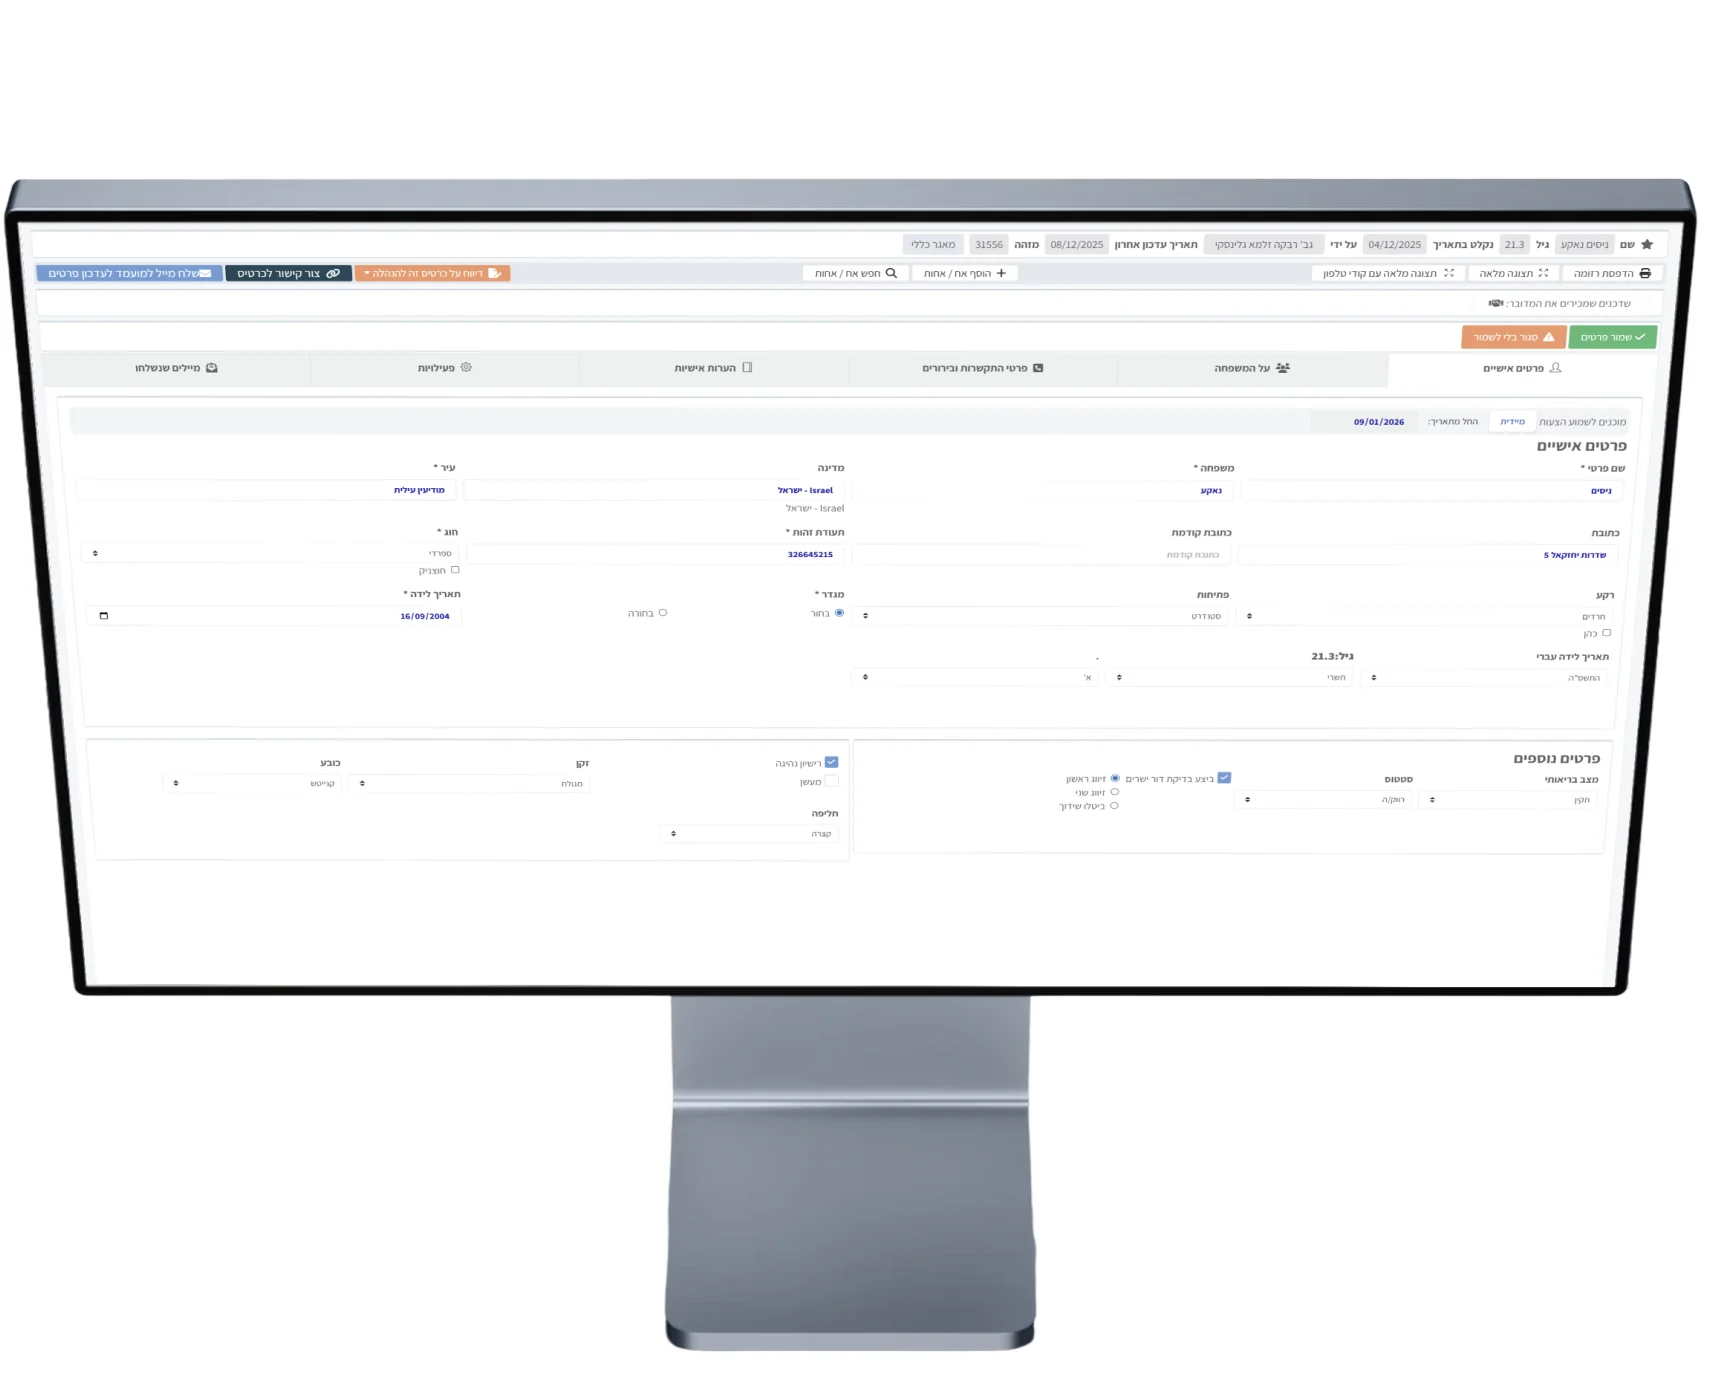 שם ניסים נאקע גיל 21.3 נקלט בתאריך 04/12/2025 על ידי גב' רבקה זלמא גלינסקי תאריך עדכון אחרון 08/12/2025 מזהה 31556 מאגר כללי
הדפסת רזומה תצוגה מלאה תצוגה מלאה עם קודי טלפון + הוסף אח / אחות חפש אח / אחות דיווח על כרטיס זה להנהלה צור קישור לכרטיס שלח מייל למועמד לעדכון פרטים
שדכנים שמכירים את המדובר:
שמור פרטים סגור בלי לשמור
פרטים אישיים על המשפחה פרטי התקשרות ובירורים הערות אישיות פעילויות מיילים שנשלחו
מוכנים לשמוע הצעות מיידית החל מתאריך: 09/01/2026
פרטים אישיים
שם פרטי * משפחה * מדינה עיר *
ניסים נאקע Israel - ישראל מודיעין עילית
Israel - ישראל
כתובת כתובת קודמת תעודת זהות * חוג *
שדרות יחזקאל 5 כתובת קודמת 326645215 ספרדי
חוצניק
רקע פתיחות מגדר * תאריך לידה *
חרדים סטנדרט בחור בחורה 16/09/2004
כהן
תאריך לידה עברי גיל:21.3 .
התשס"ה תשרי א'
פרטים נוספים רישיון נהיגה זקן כובע
מצב בריאותי סטטוס ביצע בדיקת דור ישרים זיווג ראשון מעשן מגולח קנייטש
תקין רווק/ה זיווג שני
ביטלו שידוך
חליפה
קצרה